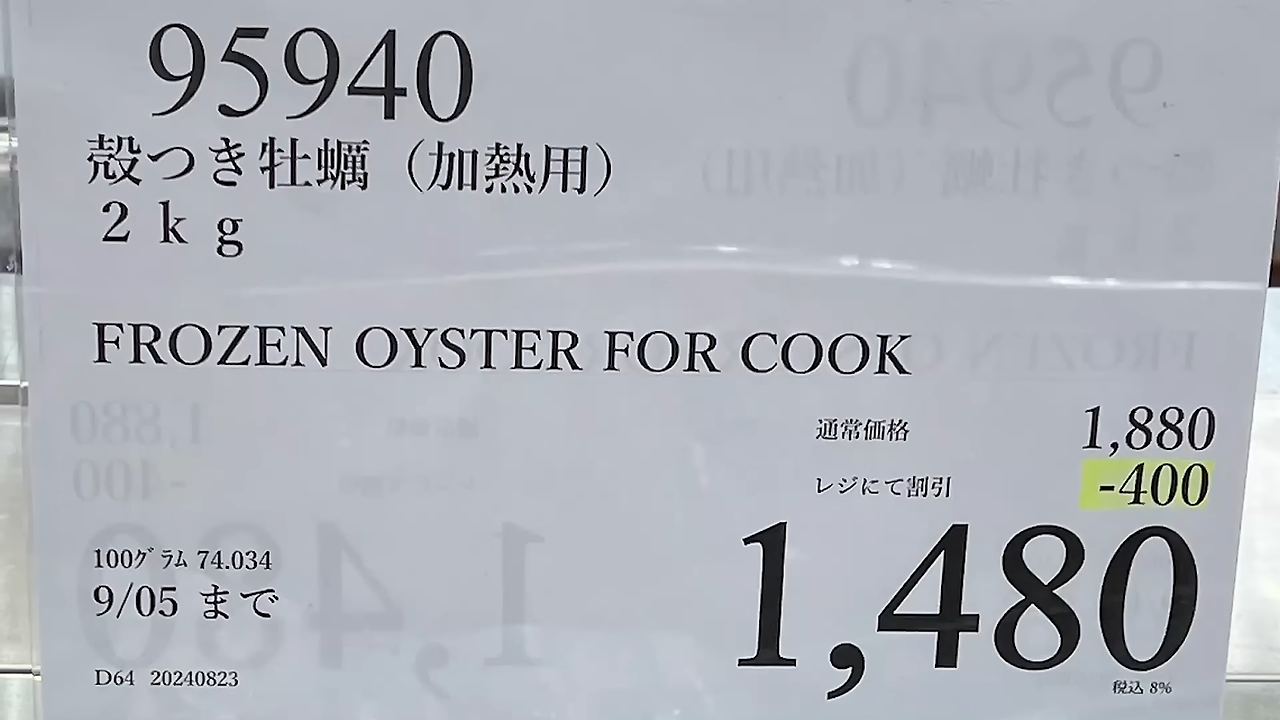 95940
殻つき牡蠣（加熱用）
２ｋｇ
FROZEN OYSTER FOR COOK
通常価格 1,880
レジにて割引 -400
1,480
100ｸﾞﾗﾑ 74.034
9/05 まで
D64 20240823
税込 8%